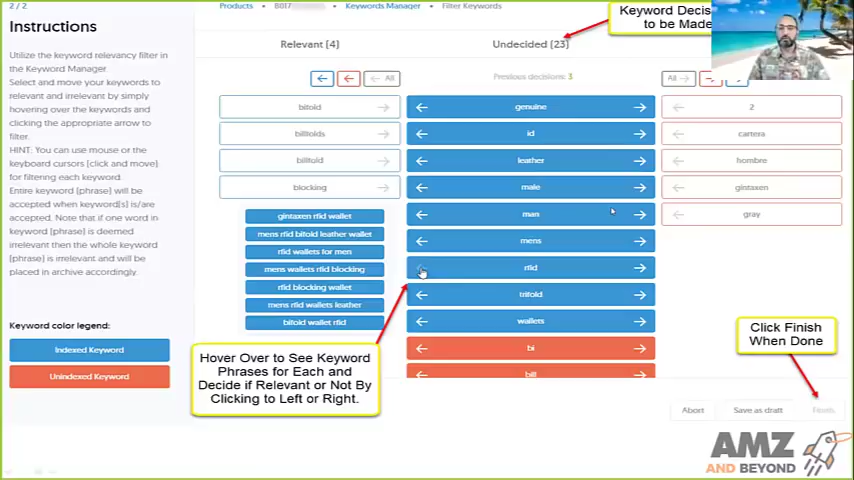 2 / 2
Products
B017
Keywords Manager
Filter Keywords
Instructions
Utilize the keyword relevancy filter in
the Keyword Manager
Select and move your keywords to
relevant and irrelevant by simply
hovering over the keywords and
clicking the appropriate arrow to
filter.
HINT: You can use mouse or the
keyboard cursors (click and move)
for filtering each keyword.
Entire keyword (phrase) will be
accepted when keyword[s] is/are
accepted. Note that if one word in
keyword (phrase) is deemed
irrelevant then the whole keyword
(phrase) is irrelevant and will be
placed in archive accordingly.
Keyword color legend:
Indexed Keyword
Unindexed Keyword
Relevant (4)
All
bifold
billfolds
billfold
blocking
gintaxen rfid wallet
mens rfid bifold leather wallet
rfid wallets for men
mens wallets rfid blocking
rfid blocking wallet
mens rfid wallets leather
bifold wallet rfid
Hover Over to See Keyword
Phrases for Each and
Decide if Relevant or Not By
Clicking to Left or Right.
Undecided (23)
Previous decisions: 3
genuine
id
leather
male
man
mens
rfid
trifold
wallets
bi
bill
Keyword Decis
to be Made
All
2
cartera
hombre
gintaxen
gray
Click Finish
When Done
Abort
Save as draft
Finish
AMZ
AND BEYOND